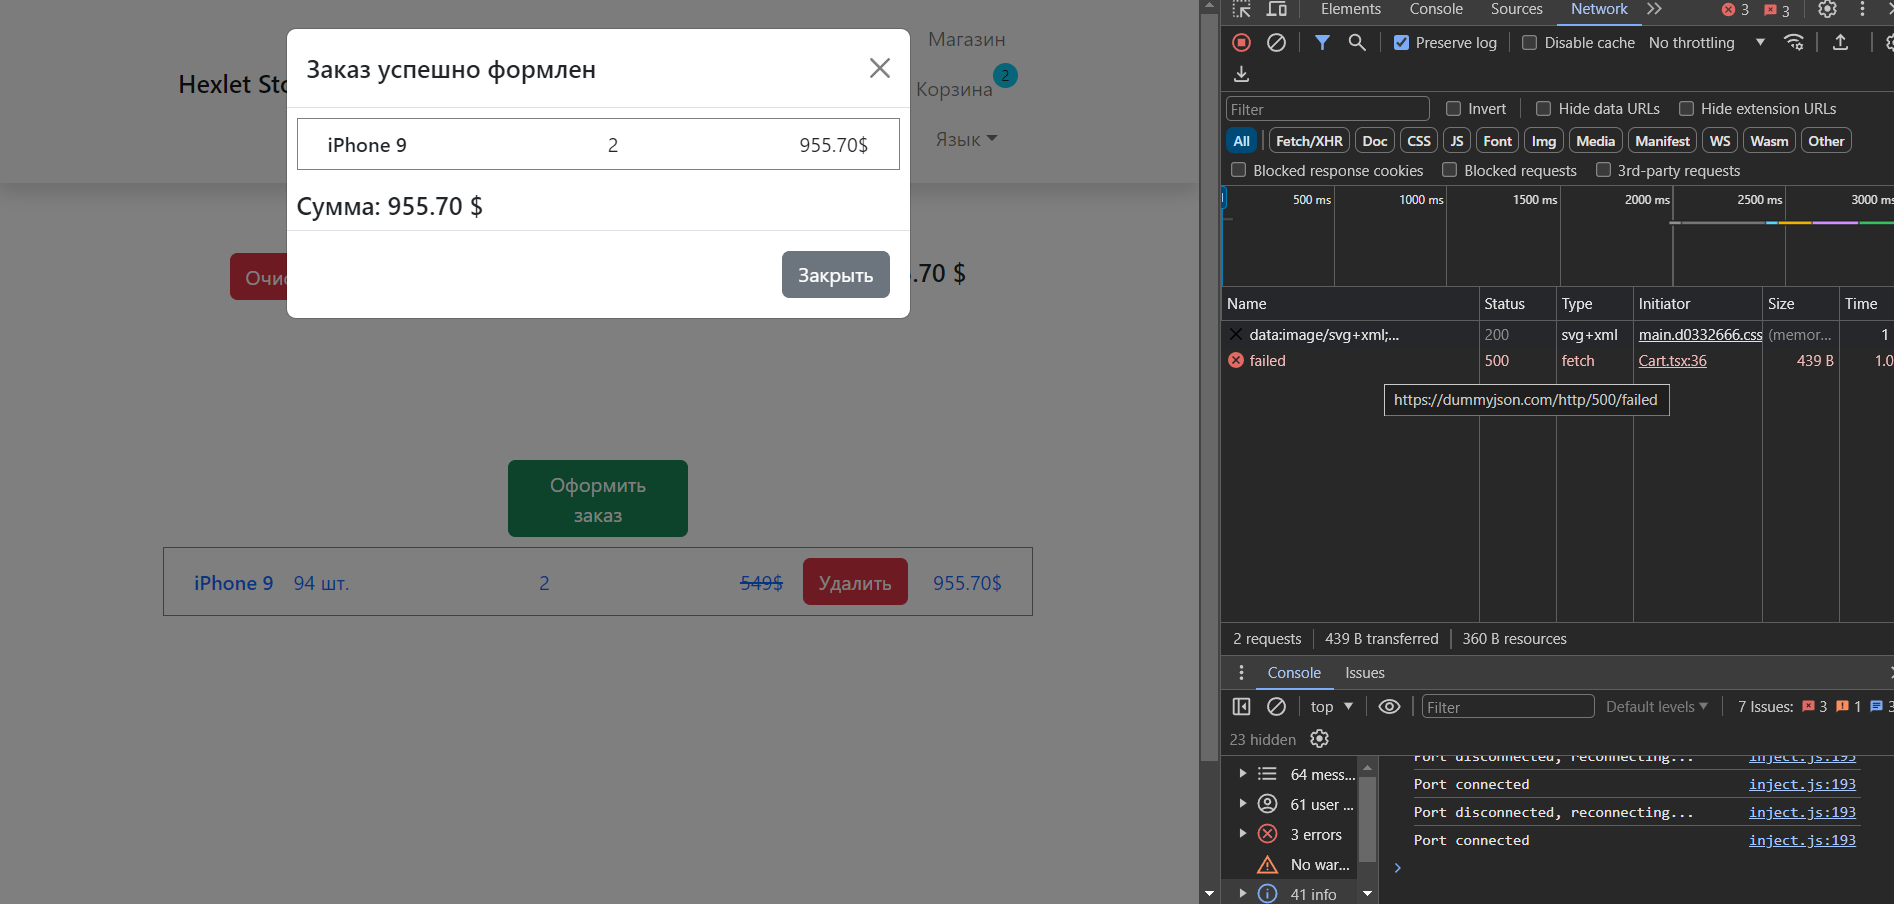 Магазин
Hexlet Sto
Корзина
2
Язык
Заказ успешно формлен
iPhone 9 2 955.70$
Сумма: 955.70 $
Закрыть
Очис
.70 $
Оформить
заказ
iPhone 9 94 шт. 2 549$ Удалить 955.70$
Elements Console Sources Network 3 3
Preserve log Disable cache No throttling
Filter Invert Hide data URLs Hide extension URLs
All Fetch/XHR Doc CSS JS Font Img Media Manifest WS Wasm Other
Blocked response cookies Blocked requests 3rd-party requests
500 ms 1000 ms 1500 ms 2000 ms 2500 ms 3000 ms
Name Status Type Initiator Size Time
data:image/svg+xml;... 200 svg+xml main.d0332666.css (memor... 1
failed 500 fetch Cart.tsx:36 439 B 1.0
https://dummyjson.com/http/500/failed
2 requests 439 B transferred 360 B resources
Console Issues
top Filter Default levels 7 Issues: 3 1 3
23 hidden
64 mess...
61 user ...
3 errors
No war...
41 info
Port disconnected, reconnecting... inject.js:193
Port connected inject.js:193
Port disconnected, reconnecting... inject.js:193
Port connected inject.js:193